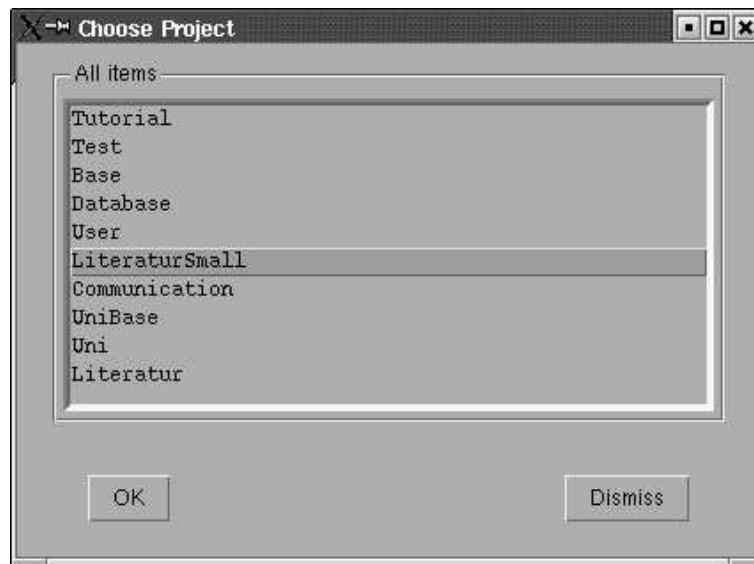 Choose Project
All items
Tutorial
Test
Base
Database
User
LiteraturSmall
Communication
UniBase
Uni
Literatur
OK
Dismiss